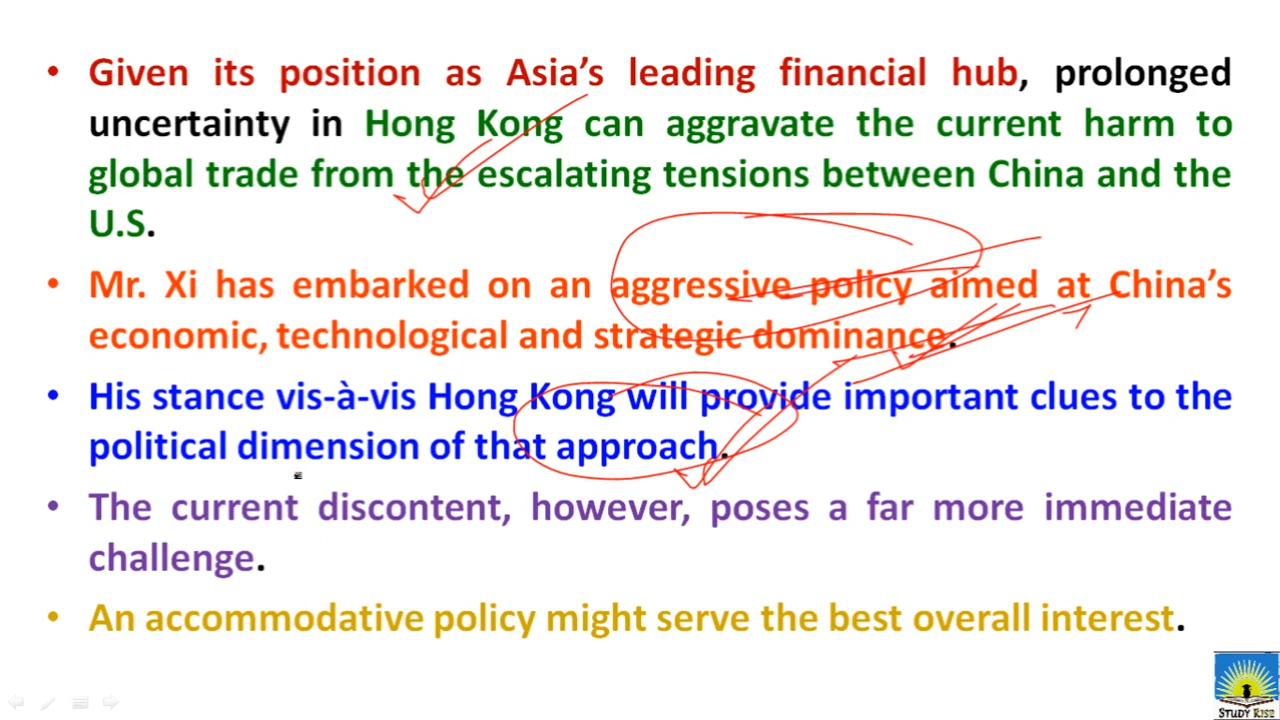 • Given its position as Asia's leading financial hub, prolonged
uncertainty in Hong Kong can aggravate the current harm to
global trade from the escalating tensions between China and the
U.S.
• Mr. Xi has embarked on an aggressive policy aimed at China's
economic, technological and strategic dominance.
• His stance vis-à-vis Hong Kong will provide important clues to the
political dimension of that approach.
• The current discontent, however, poses a far more immediate
challenge.
• An accommodative policy might serve the best overall interest.
STUDY RISE